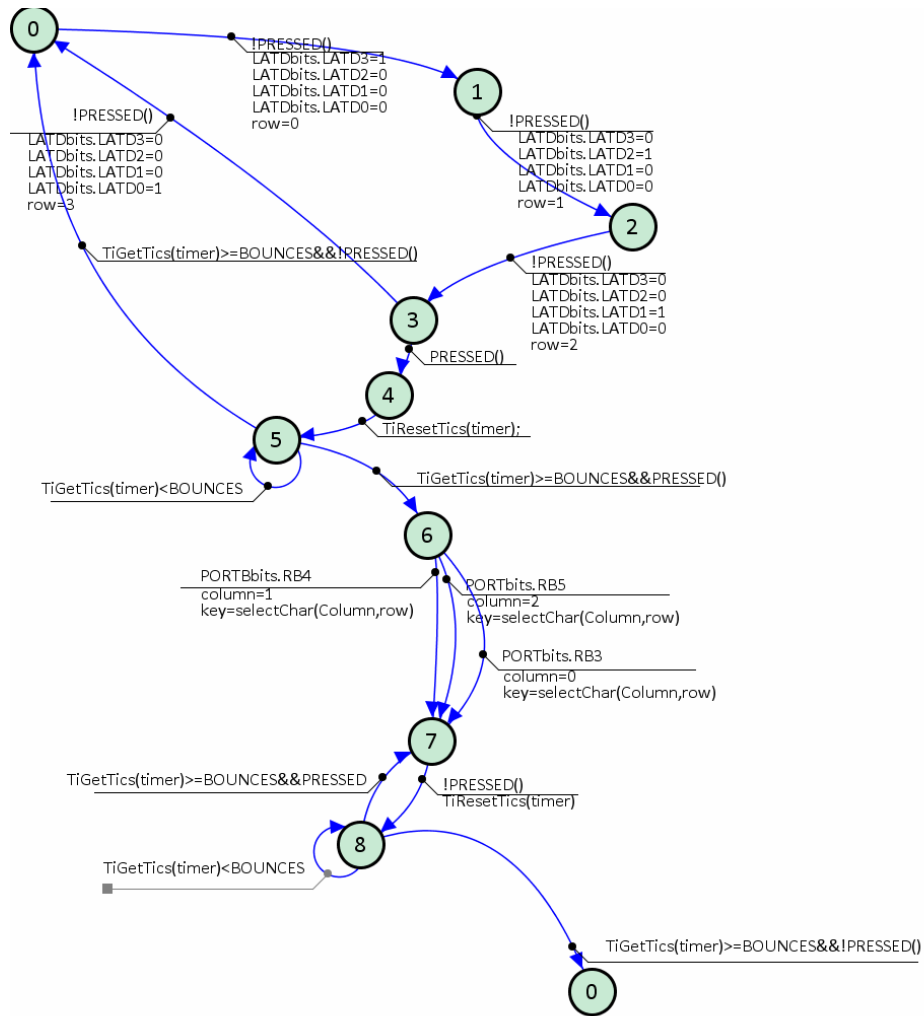 0
!PRESSED()
LATDbits.LATD3=1
LATDbits.LATD2=0
LATDbits.LATD1=0
LATDbits.LATD0=0
row=0
1
!PRESSED()
LATDbits.LATD3=0
LATDbits.LATD2=0
LATDbits.LATD1=0
LATDbits.LATD0=1
row=3
!PRESSED()
LATDbits.LATD3=0
LATDbits.LATD2=1
LATDbits.LATD1=0
LATDbits.LATD0=0
row=1
2
TiGetTics(timer)>=BOUNCES&&!PRESSED()
!PRESSED()
LATDbits.LATD3=0
LATDbits.LATD2=0
LATDbits.LATD1=1
LATDbits.LATD0=0
row=2
3
PRESSED()
4
TiResetTics(timer);
5
TiGetTics(timer)<BOUNCES
TiGetTics(timer)>=BOUNCES&&PRESSED()
6
PORTBbits.RB4
column=1
key=selectChar(Column,row)
PORTbits.RB5
column=2
key=selectChar(Column,row)
PORTbits.RB3
column=0
key=selectChar(Column,row)
7
TiGetTics(timer)>=BOUNCES&&PRESSED
!PRESSED()
TiResetTics(timer)
8
TiGetTics(timer)<BOUNCES
TiGetTics(timer)>=BOUNCES&&!PRESSED()
0